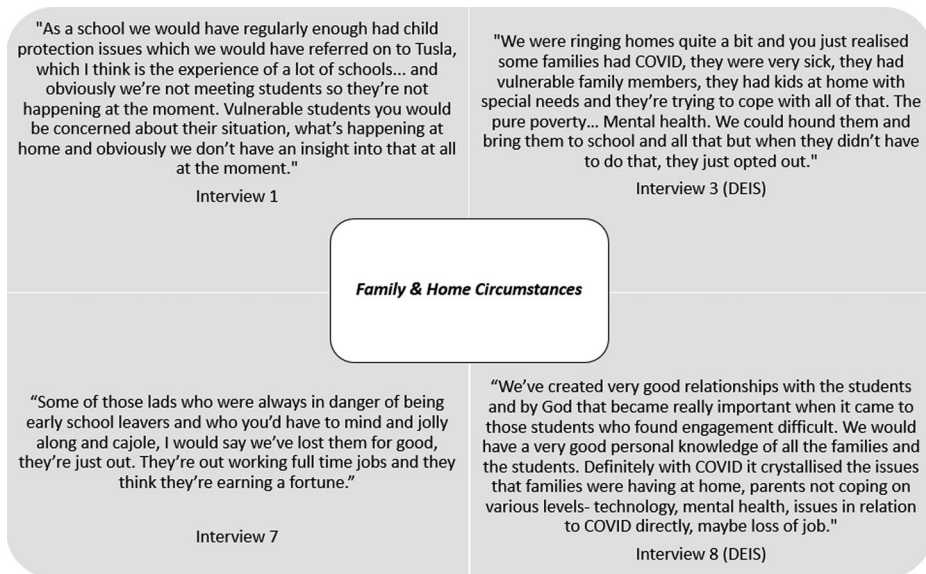 "As a school we would have regularly enough had child
protection issues which we would have referred on to Tusla,
which I think is the experience of a lot of schools... and
obviously we're not meeting students so they're not
happening at the moment. Vulnerable students you would
be concerned about their situation, what's happening at
home and obviously we don't have an insight into that at all
at the moment."
Interview 1
"We were ringing homes quite a bit and you just realised
some families had COVID, they were very sick, they had
vulnerable family members, they had kids at home with
special needs and they're trying to cope with all of that. The
pure poverty... Mental health. We could hound them and
bring them to school and all that but when they didn't have
to do that, they just opted out."
Interview 3 (DEIS)
Family & Home Circumstances
“Some of those lads who were always in danger of being
early school leavers and who you'd have to mind and jolly
along and cajole, I would say we've lost them for good,
they're just out. They're out working full time jobs and they
think they're earning a fortune.”
Interview 7
“We've created very good relationships with the students
and by God that became really important when it came to
those students who found engagement difficult. We would
have a very good personal knowledge of all the families and
the students. Definitely with COVID it crystallised the issues
that families were having at home, parents not coping on
various levels- technology, mental health, issues in relation
to COVID directly, maybe loss of job."
Interview 8 (DEIS)